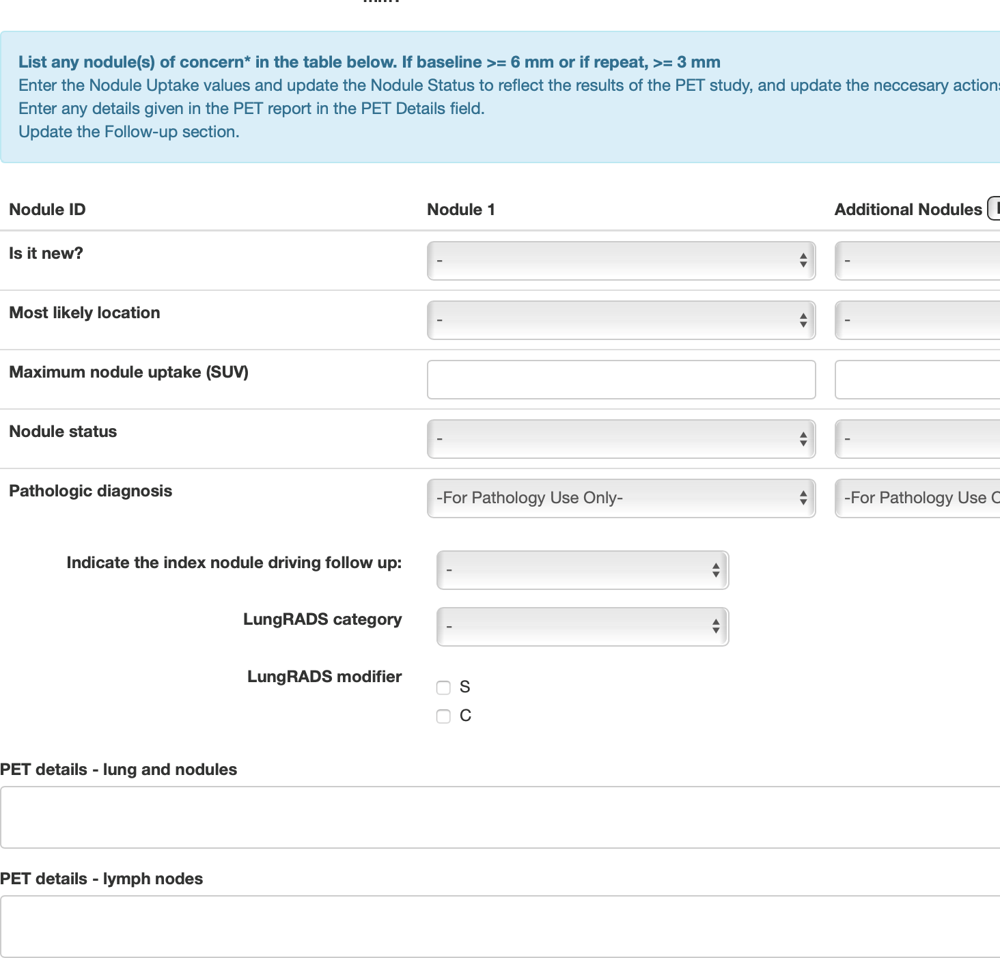 List any nodule(s) of concern* in the table below. If baseline >= 6 mm or if repeat, >= 3 mm
Enter the Nodule Uptake values and update the Nodule Status to reflect the results of the PET study, and update the neccesary actions
Enter any details given in the PET report in the PET Details field.
Update the Follow-up section.
Nodule ID Nodule 1 Additional Nodules
Is it new? - -
Most likely location - -
Maximum nodule uptake (SUV)
Nodule status - -
Pathologic diagnosis -For Pathology Use Only- -For Pathology Use
Indicate the index nodule driving follow up: -
LungRADS category -
LungRADS modifier
S
C
PET details - lung and nodules
PET details - lymph nodes